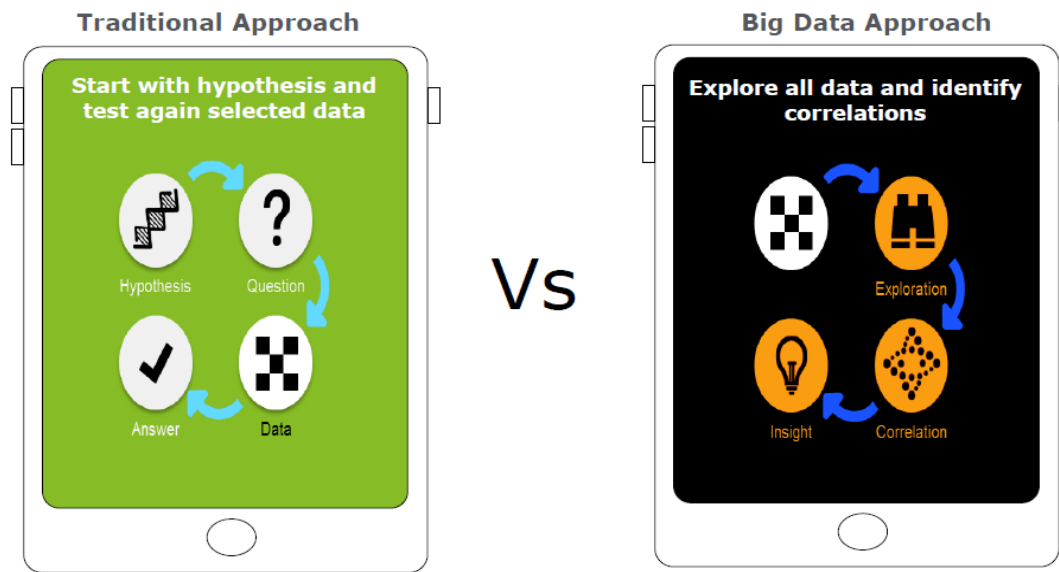 Traditional Approach
Start with hypothesis and
test again selected data
Hypothesis
Question
?
Answer
Data
Vs
Big Data Approach
Explore all data and identify
correlations
Exploration
Insight
Correlation